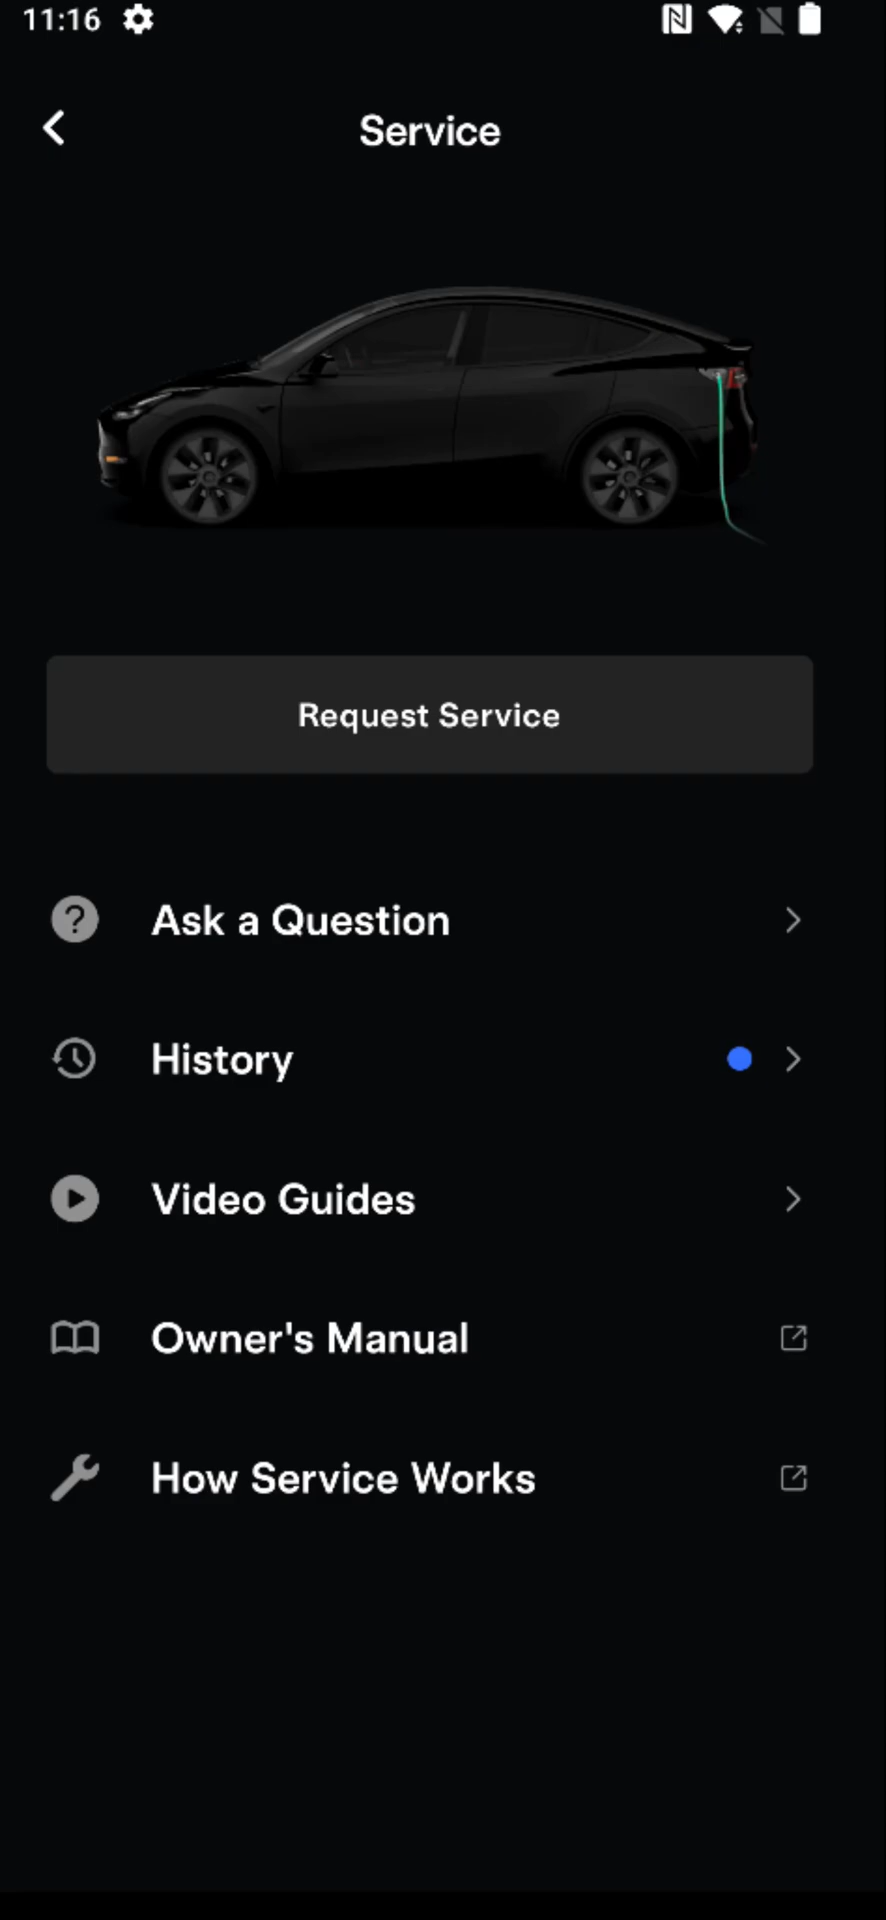 11:16
Service
Request Service
Ask a Question
History
Video Guides
Owner's Manual
How Service Works